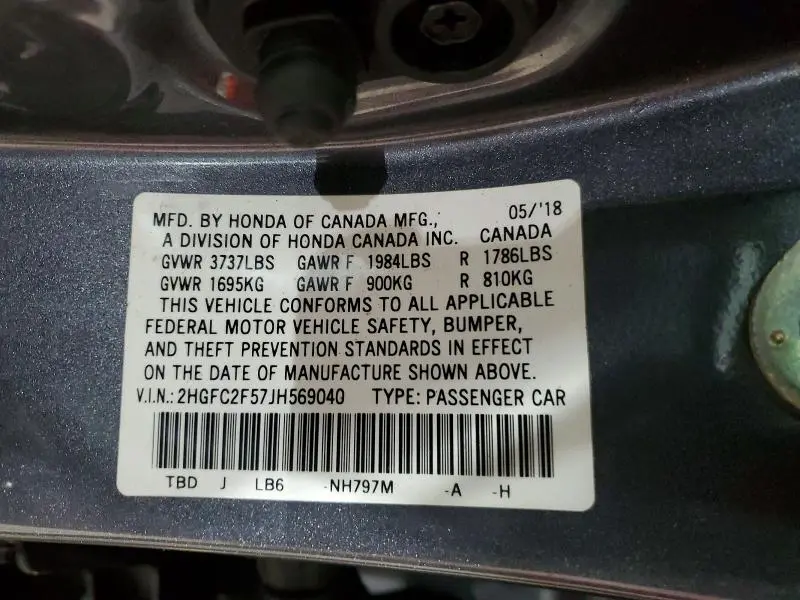 MFD. BY HONDA OF CANADA MFG., 05/'18
A DIVISION OF HONDA CANADA INC. CANADA
GVWR 3737LBS GAWR F 1984LBS R 1786LBS
GVWR 1695KG GAWR F 900KG R 810KG
THIS VEHICLE CONFORMS TO ALL APPLICABLE
FEDERAL MOTOR VEHICLE SAFETY, BUMPER,
AND THEFT PREVENTION STANDARDS IN EFFECT
ON THE DATE OF MANUFACTURE SHOWN ABOVE.
V.I.N.: 2HGFC2F57JH569040 TYPE: PASSENGER CAR
TBD J LB6 -NH797M -A -H